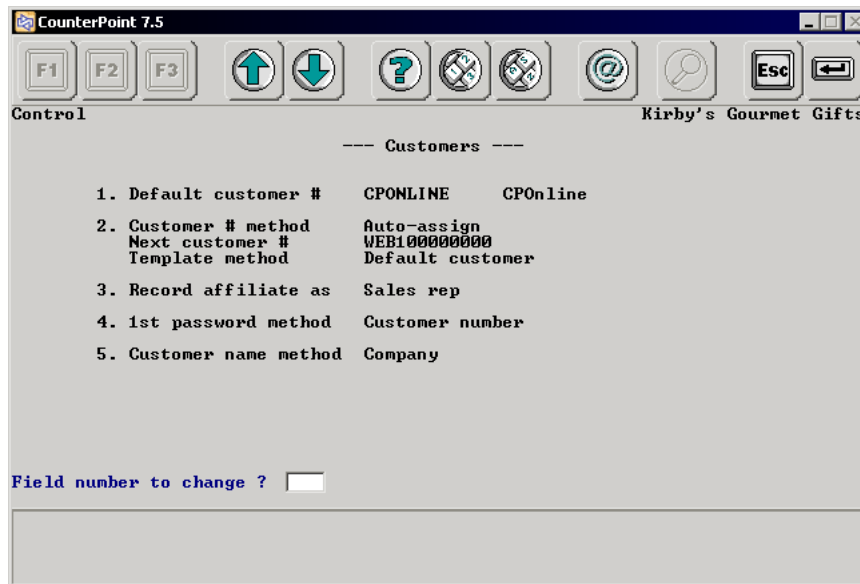 CounterPoint 7.5
F1 F2 F3 ? @ Esc
Control Kirby's Gourmet Gifts
--- Customers ---
1. Default customer # CPONLINE CPOnline
2. Customer # method Auto-assign
Next customer # WEB100000000
Template method Default customer
3. Record affiliate as Sales rep
4. 1st password method Customer number
5. Customer name method Company
Field number to change ?